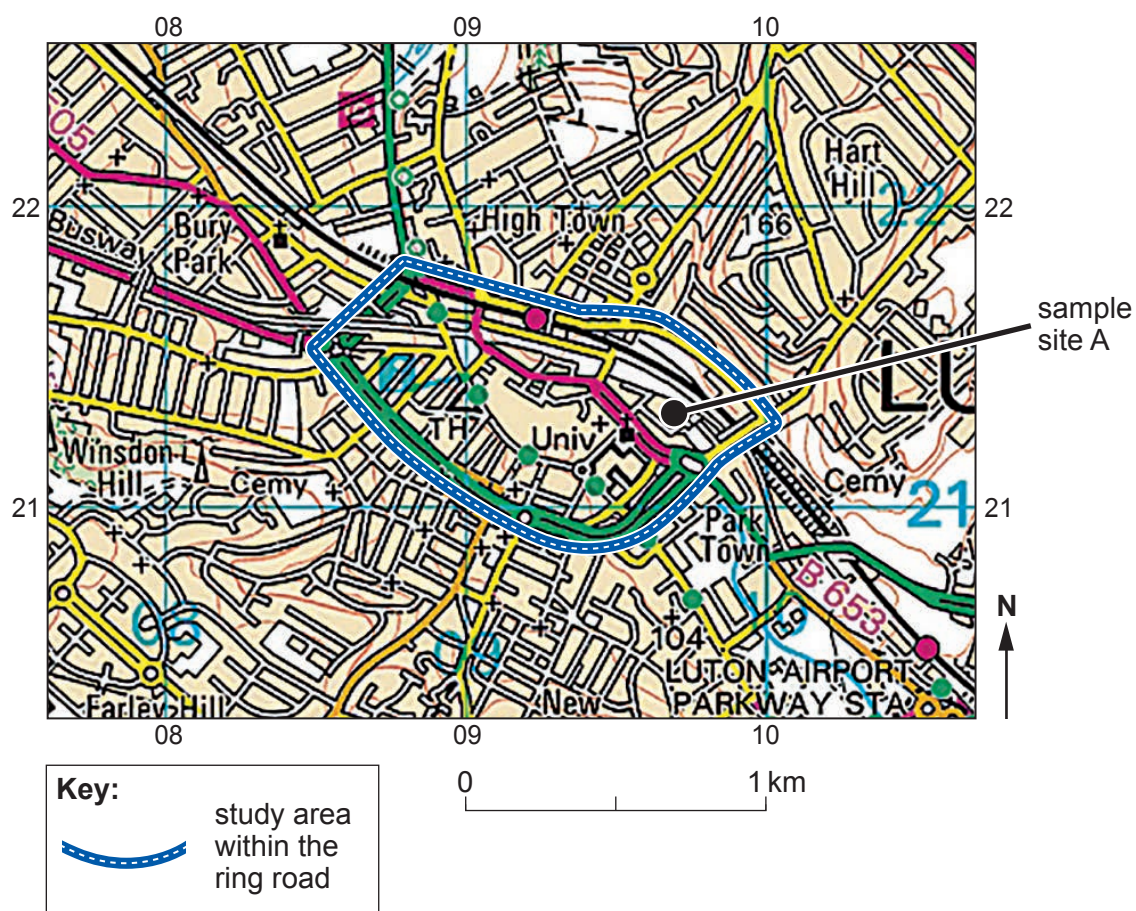 08 09 10
05
Hart
Hill
22
22
High Town
22
Bury
Park
166
Busway
sample
site A
LU
TH
Univ
Winsdon
Hill
Cemy
Cemy
21
21
21
Park
Town
B 653
N
104
LUTON AIRPORT
PARKWAY STA
Farley Hill
New
08 09 10
0 1 km
Key:
study area
within the
ring road